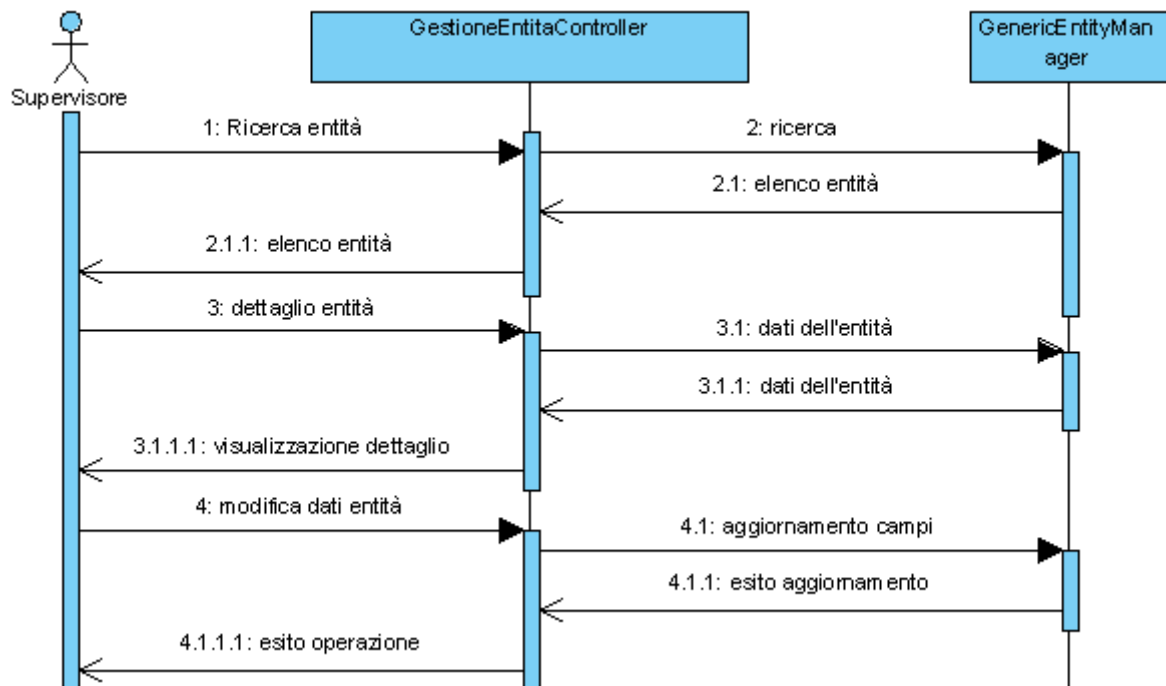 GestioneEntitaController
GenericEntityMan
ager
Supervisore
1: Ricerca entità
2: ricerca
2.1: elenco entità
2.1.1: elenco entità
3: dettaglio entità
3.1: dati dell'entità
3.1.1: dati dell'entità
3.1.1.1: visualizzazione dettaglio
4: modifica dati entità
4.1: aggiornamento campi
4.1.1: esito aggiornamento
4.1.1.1: esito operazione